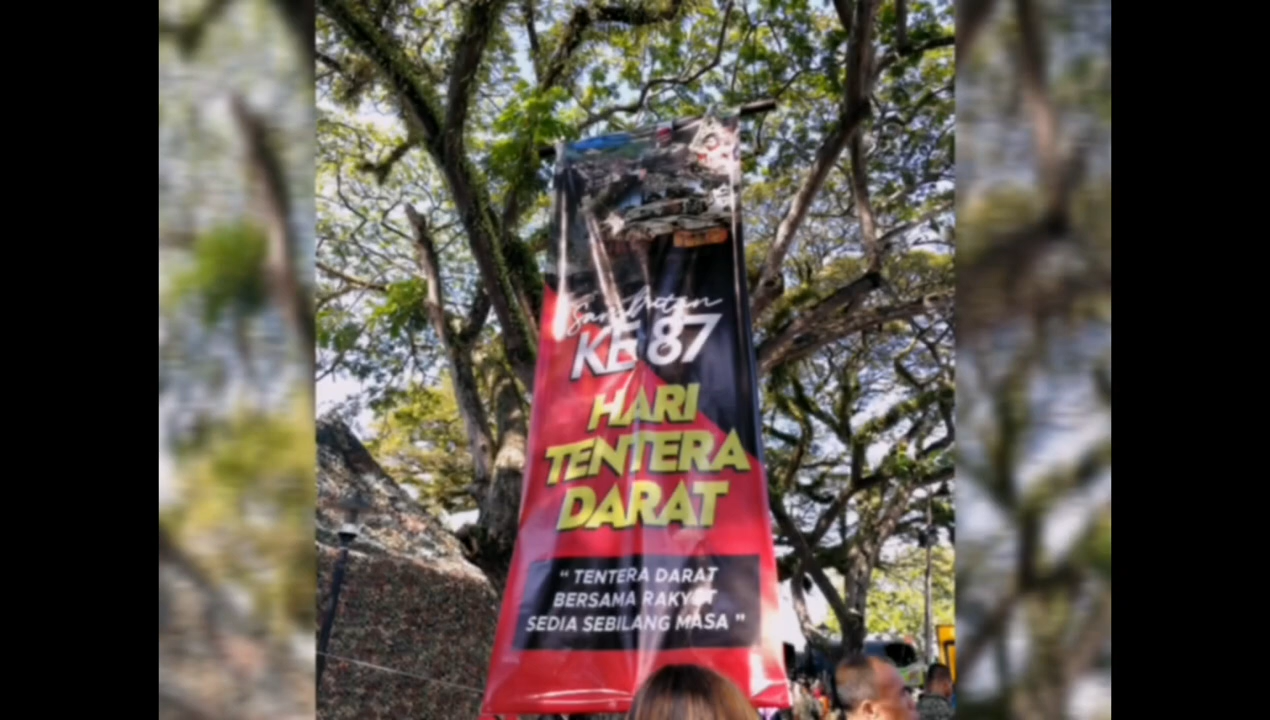 Sambutan
KE 87
HARI
TENTERA
DARAT
“ TENTERA DARAT
BERSAMA RAKYAT
SEDIA SEBILANG MASA ”